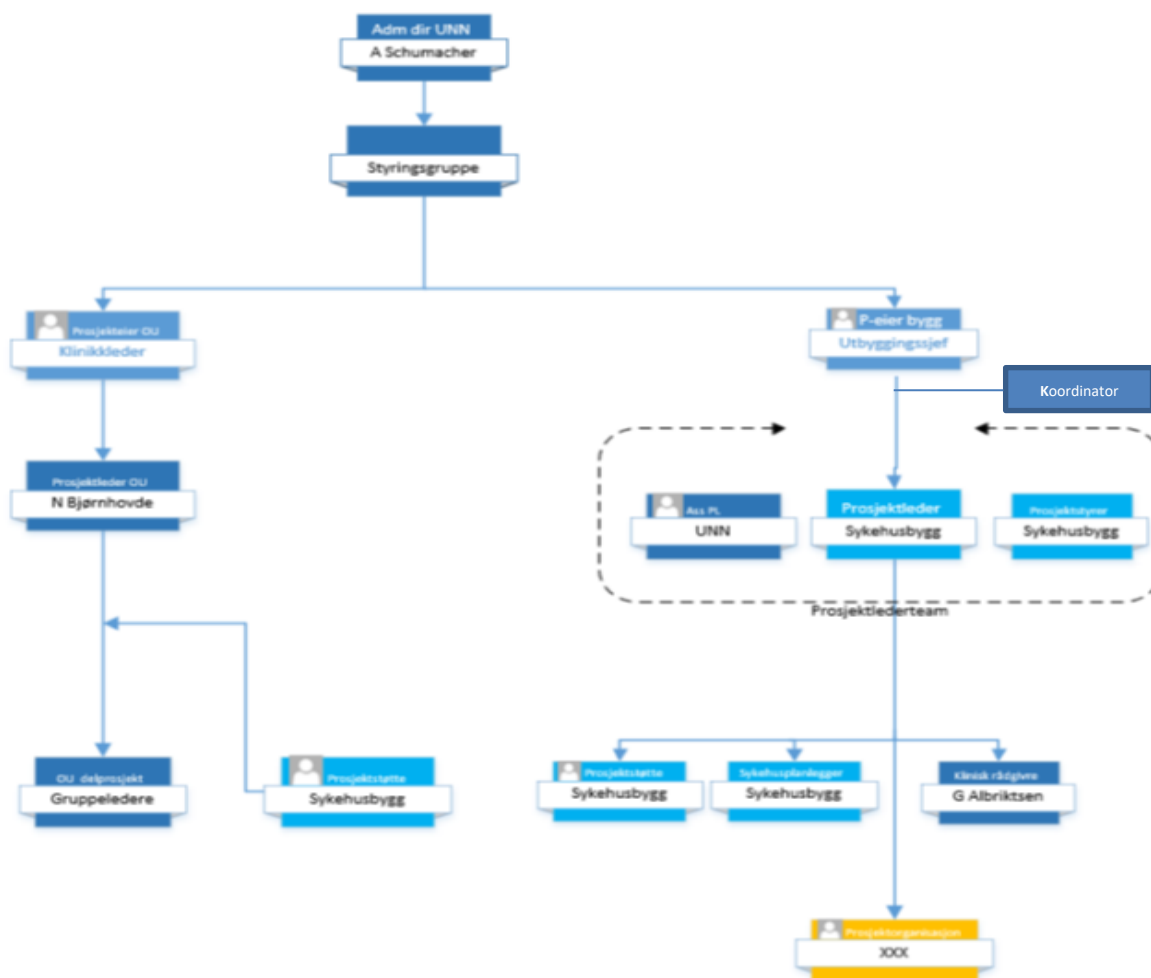 Adm dir UNN
A Schumacher
Styringsgruppe
Prosjekteier OU
Klinikkleder
P-eier bygg
Utbyggingssjef
Koordinator
Prosjektleder OU
N Bjørnhovde
Ass PL
UNN
Prosjektleder
Sykehusbygg
Prosjektstyrer
Sykehusbygg
Prosjektlederteam
OU delprosjekt
Gruppeledere
Prosjektstøtte
Sykehusbygg
Prosjektstøtte
Sykehusbygg
Sykehusplanlegger
Sykehusbygg
Klinisk rådgivre
G Albriktsen
Prosjektorganisasjon
XXX